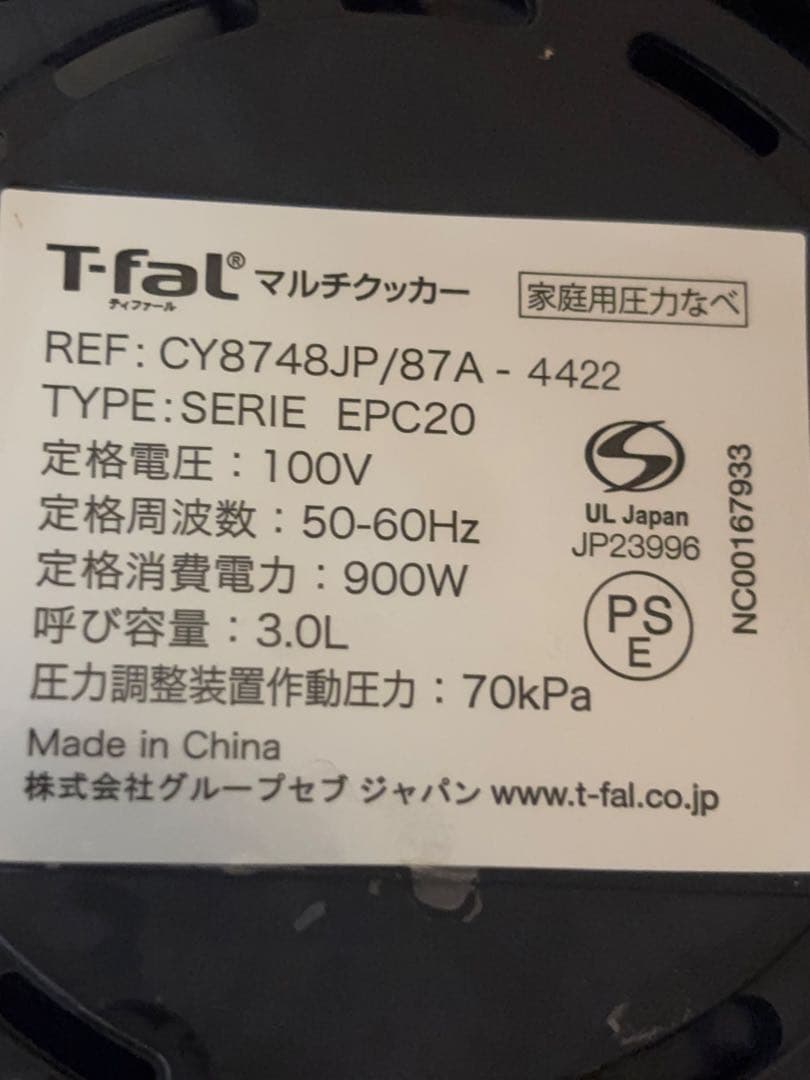 T-fal® マルチクッカー 家庭用圧力なべ
ティファール
REF: CY8748JP/87A - 4422
TYPE:SERIE EPC20
定格電圧：100V
定格周波数：50-60Hz
定格消費電力：900W
呼び容量：3.0L
圧力調整装置作動圧力：70kPa
Made in China
株式会社グループセブ ジャパン www.t-fal.co.jp
UL Japan
JP23996
PS
E
NC00167933